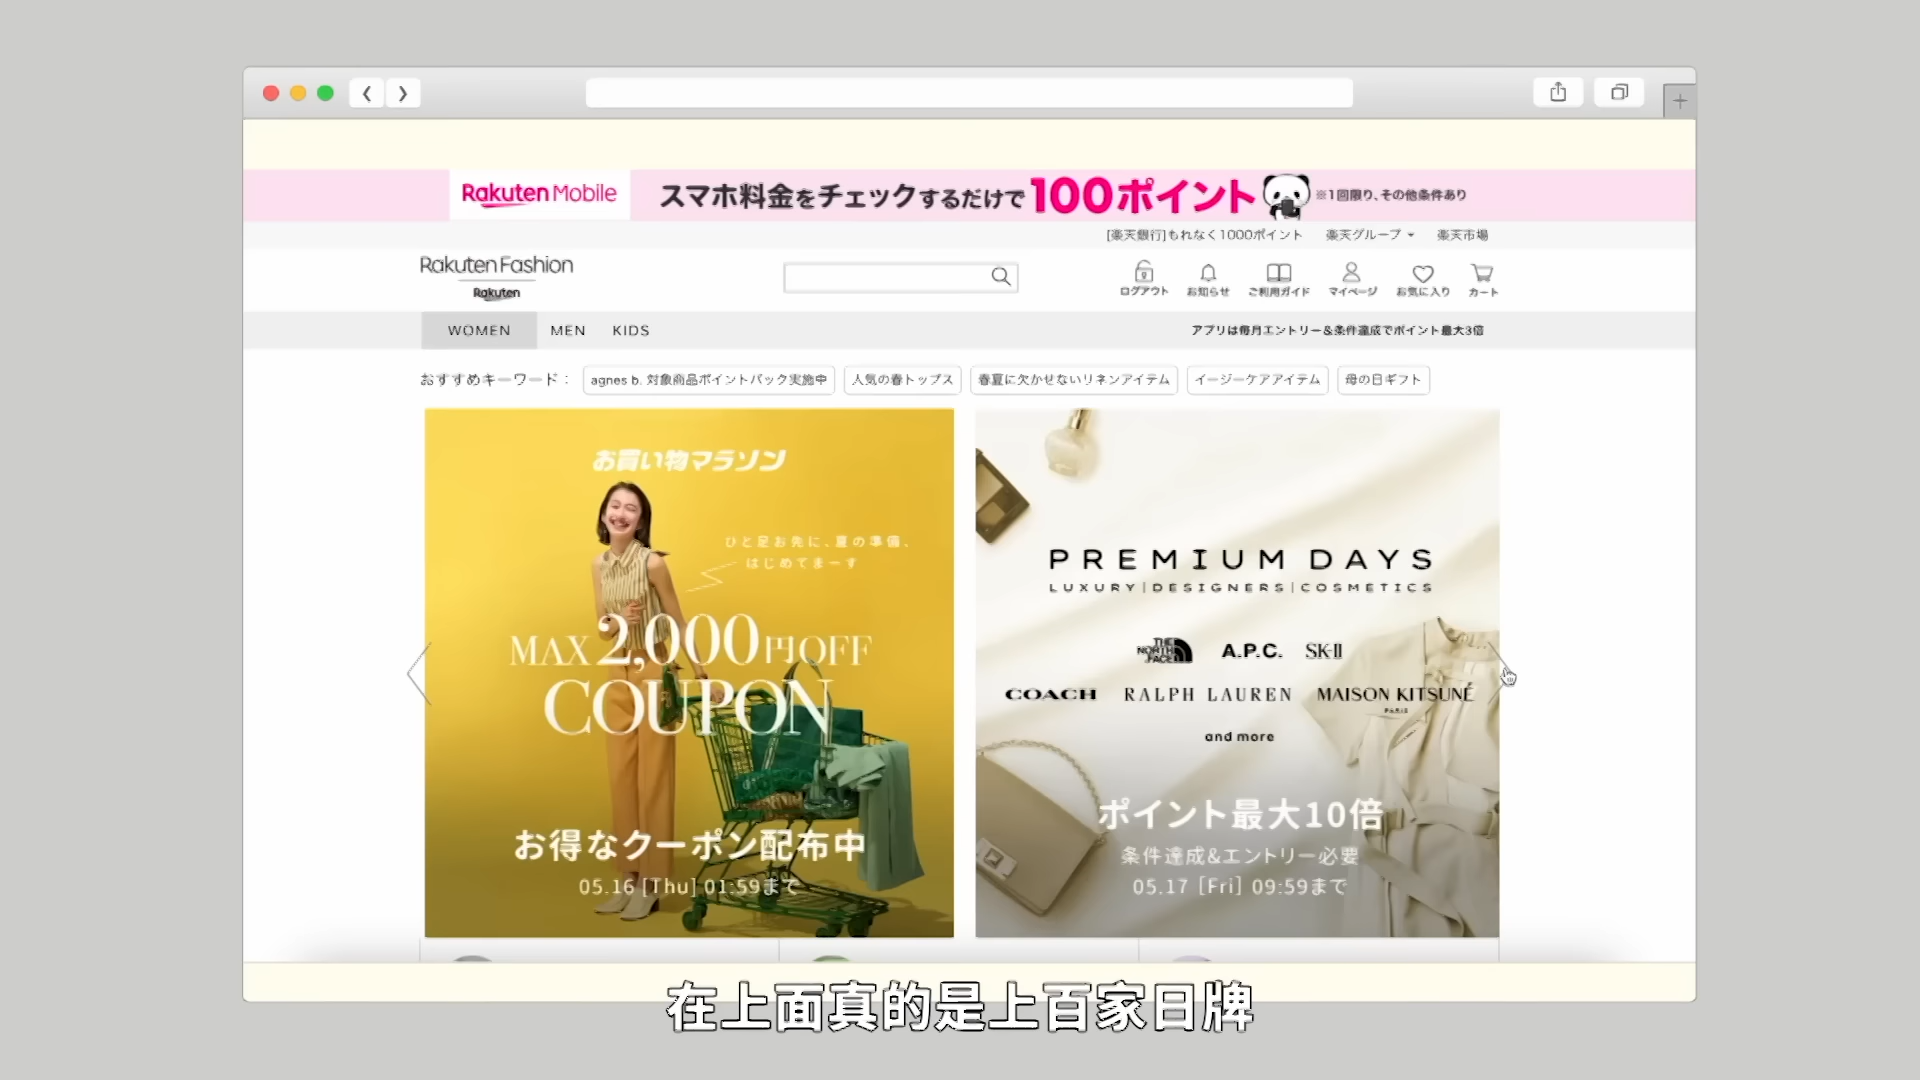 Rakuten Mobile
スマホ料金をチェックするだけで100ポイント ※1回限り、その他条件あり
[楽天銀行]もれなく1000ポイント 楽天グループ 楽天市場
Rakuten Fashion
Rakuten
ログアウト お知らせ ご利用ガイド マイページ お気に入り カート
WOMEN MEN KIDS アプリは毎月エントリー＆条件達成でポイント最大3倍
おすすめキーワード： agnes b. 対象商品ポイントバック実施中 人気の春トップス 春夏に欠かせないリネンアイテム イージーケアアイテム 母の日ギフト
お買い物マラソン
ひと足お先に、夏の準備、
はじめてまーす
MAX 2,000円OFF
COUPON
お得なクーポン配布中
05.16 [Thu] 01:59まで
PREMIUM DAYS
LUXURY|DESIGNERS|COSMETICS
THE NORTH FACE A.P.C. SK-II
COACH RALPH LAUREN MAISON KITSUNÉ
PARIS
and more
ポイント最大10倍
条件達成&エントリー必要
05.17 [Fri] 09:59まで
在上面真的是上百家日牌